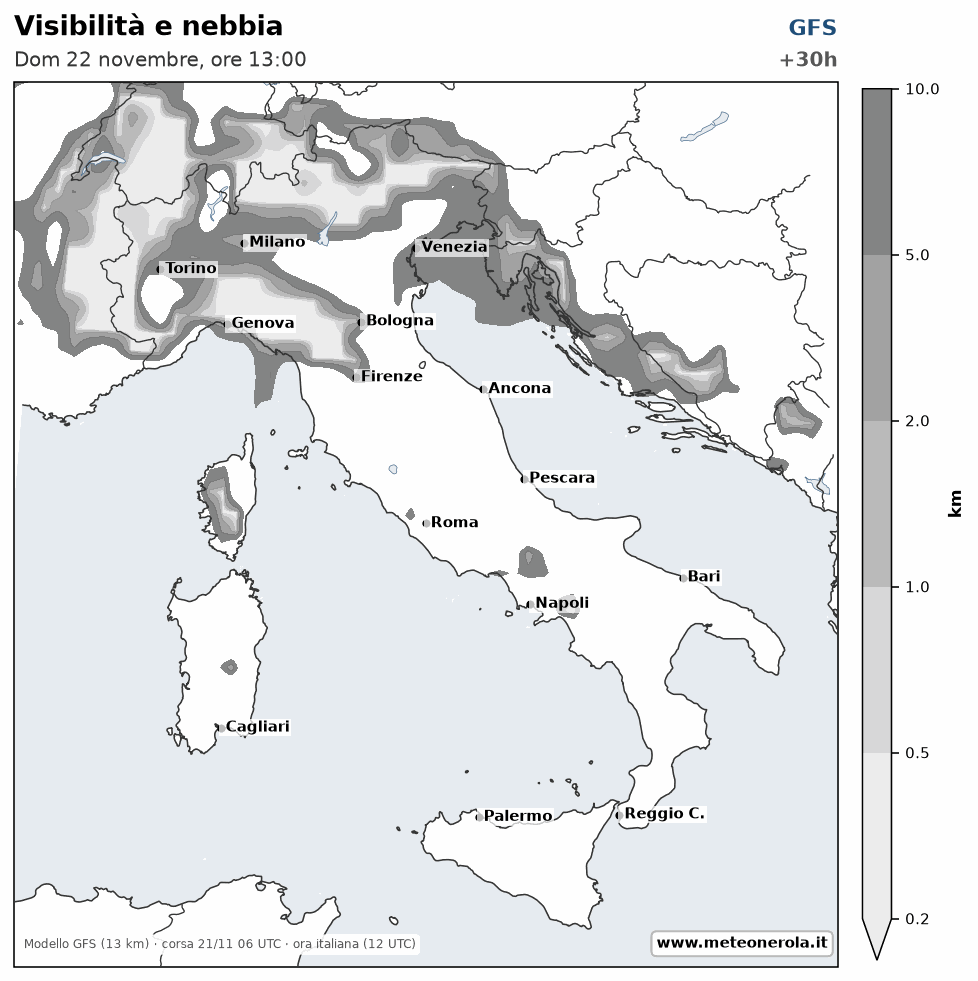 Visibilità e nebbia
GFS
Dom 22 novembre, ore 13:00
+30h
10.0
5.0
2.0
1.0
0.5
0.2
km
Milano
Venezia
Torino
Genova
Bologna
Firenze
Ancona
Pescara
Roma
Bari
Napoli
Cagliari
Palermo
Reggio C.
Modello GFS (13 km) · corsa 21/11 06 UTC · ora italiana (12 UTC)
www.meteonerola.it